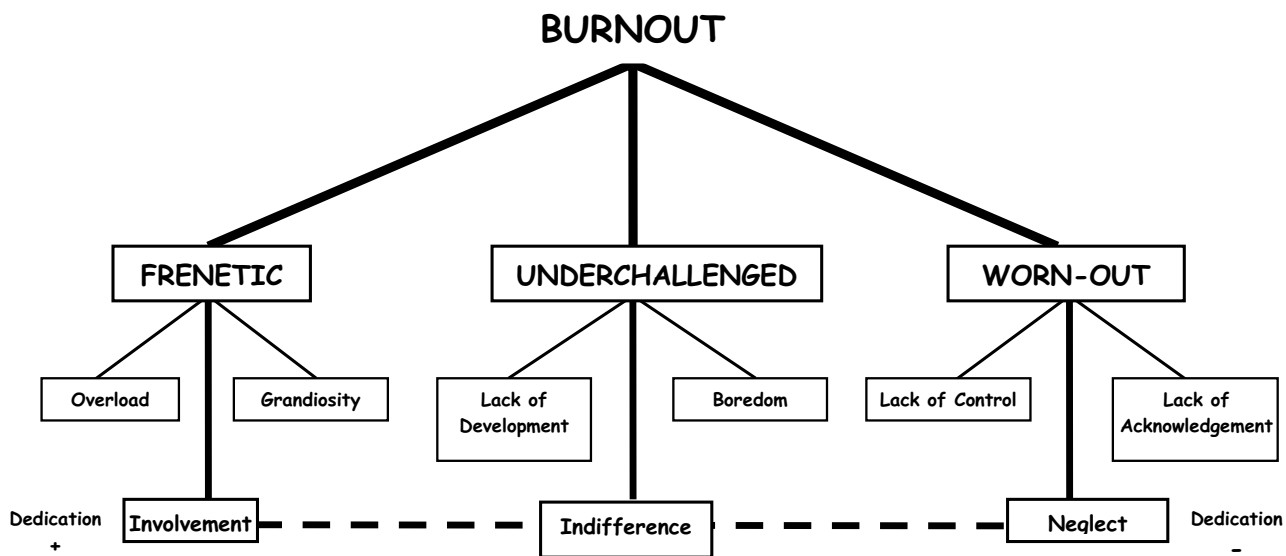 BURNOUT
FRENETIC
UNDERCHALLENGED
WORN-OUT
Overload
Grandiosity
Lack of
Development
Boredom
Lack of Control
Lack of
Acknowledgement
Dedication
+
Involvement
Indifference
Neglect
Dedication
-